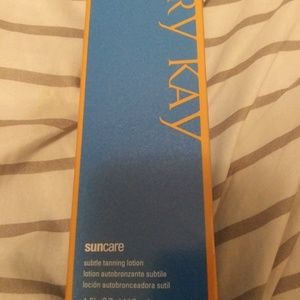 RY KAY
suncare
subtle tanning lotion
lotion autobronzante subtile
loción autobronceadora sutil